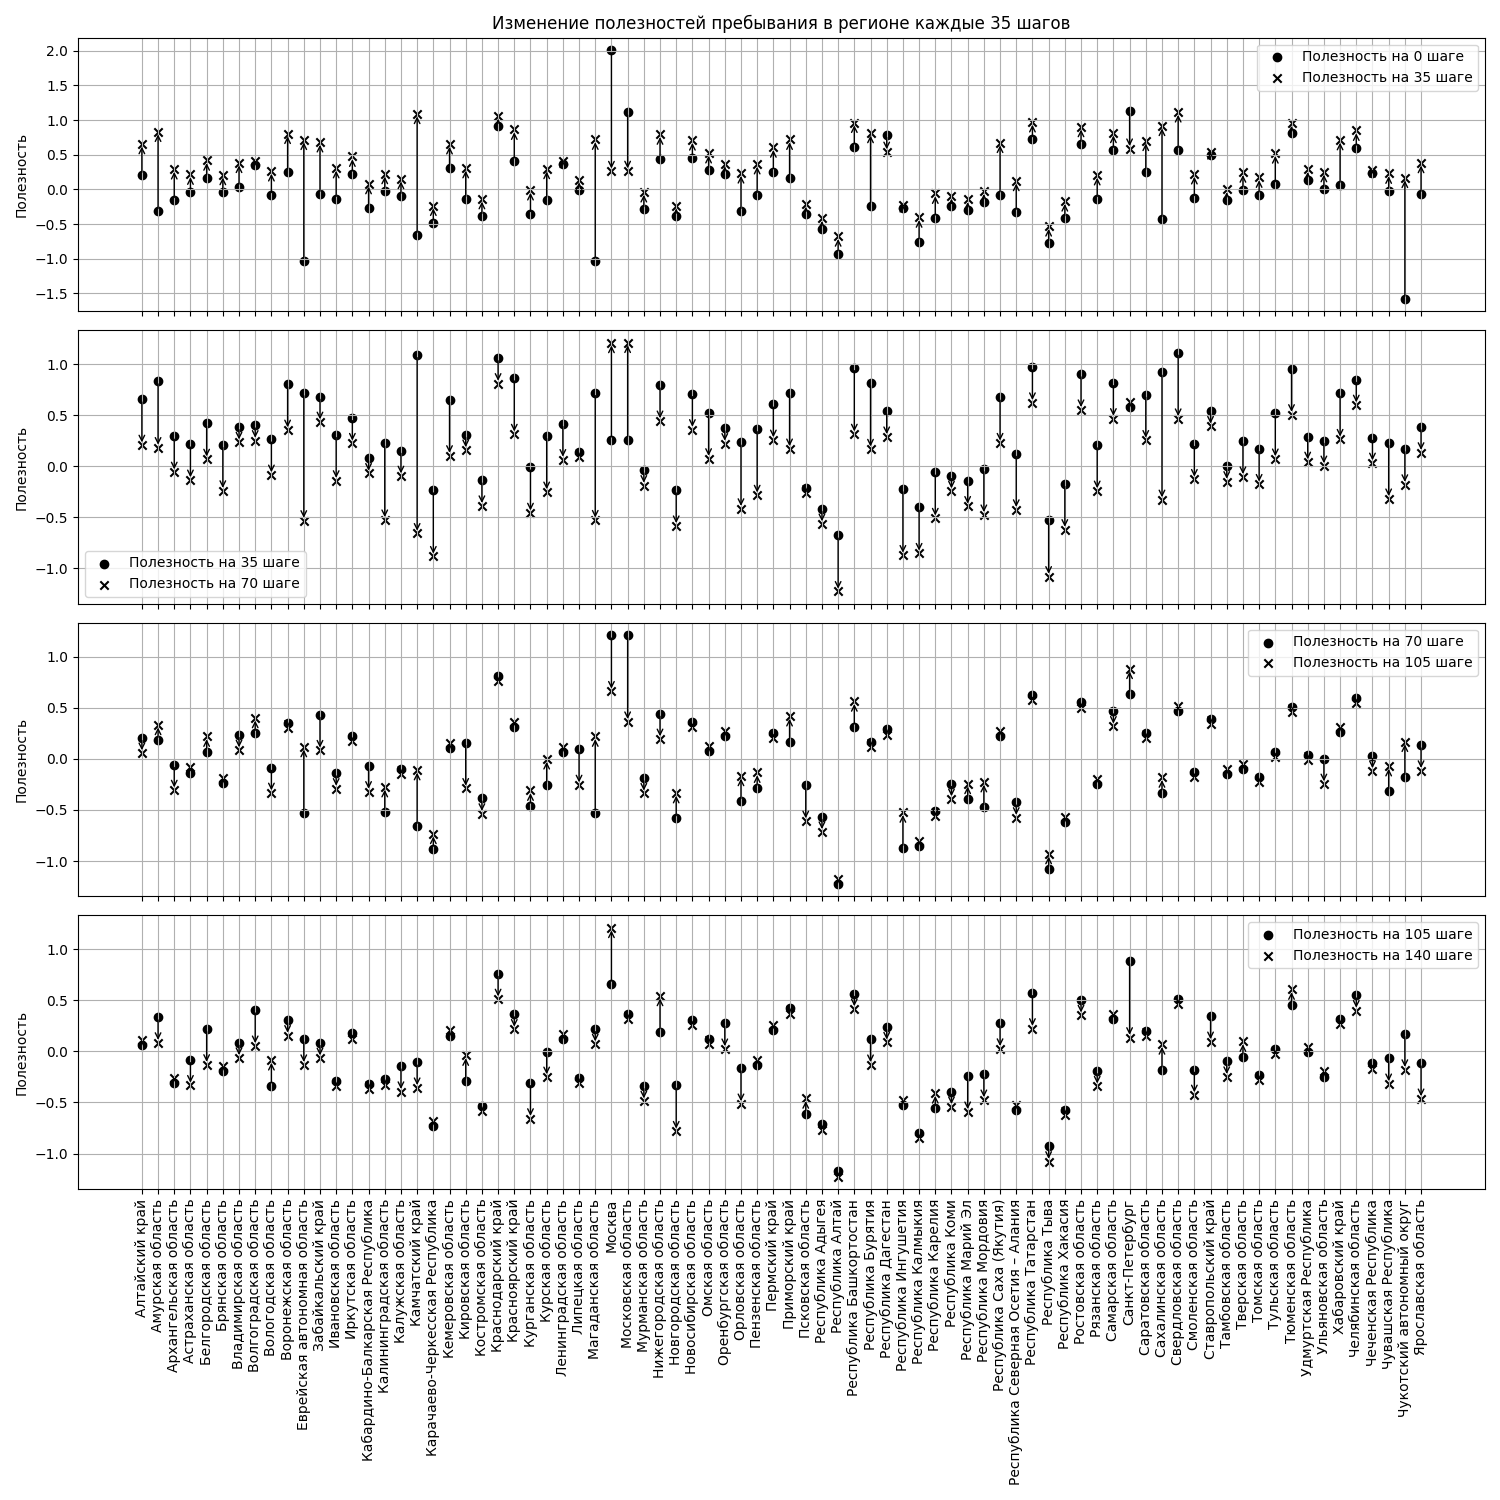 Изменение полезностей пребывания в регионе каждые 35 шагов
Полезность
2.0
1.5
1.0
0.5
0.0
−0.5
−1.0
−1.5
Полезность на 0 шаге
Полезность на 35 шаге
Полезность
1.0
0.5
0.0
−0.5
−1.0
Полезность на 35 шаге
Полезность на 70 шаге
Полезность
1.0
0.5
0.0
−0.5
−1.0
Полезность на 70 шаге
Полезность на 105 шаге
Полезность
1.0
0.5
0.0
−0.5
−1.0
Полезность на 105 шаге
Полезность на 140 шаге
Алтайский край
Амурская область
Архангельская область
Астраханская область
Белгородская область
Брянская область
Владимирская область
Волгоградская область
Вологодская область
Воронежская область
Еврейская автономная область
Забайкальский край
Ивановская область
Иркутская область
Кабардино-Балкарская Республика
Калининградская область
Калужская область
Камчатский край
Карачаево-Черкесская Республика
Кемеровская область
Кировская область
Костромская область
Краснодарский край
Красноярский край
Курганская область
Курская область
Ленинградская область
Липецкая область
Магаданская область
Москва
Московская область
Мурманская область
Нижегородская область
Новгородская область
Новосибирская область
Омская область
Оренбургская область
Орловская область
Пензенская область
Пермский край
Приморский край
Псковская область
Республика Адыгея
Республика Алтай
Республика Башкортостан
Республика Бурятия
Республика Дагестан
Республика Ингушетия
Республика Калмыкия
Республика Карелия
Республика Коми
Республика Марий Эл
Республика Мордовия
Республика Саха (Якутия)
Республика Северная Осетия – Алания
Республика Татарстан
Республика Тыва
Республика Хакасия
Ростовская область
Рязанская область
Самарская область
Санкт-Петербург
Саратовская область
Сахалинская область
Свердловская область
Смоленская область
Ставропольский край
Тамбовская область
Тверская область
Томская область
Тульская область
Тюменская область
Удмуртская Республика
Ульяновская область
Хабаровский край
Челябинская область
Чеченская Республика
Чувашская Республика
Чукотский автономный округ
Ярославская область